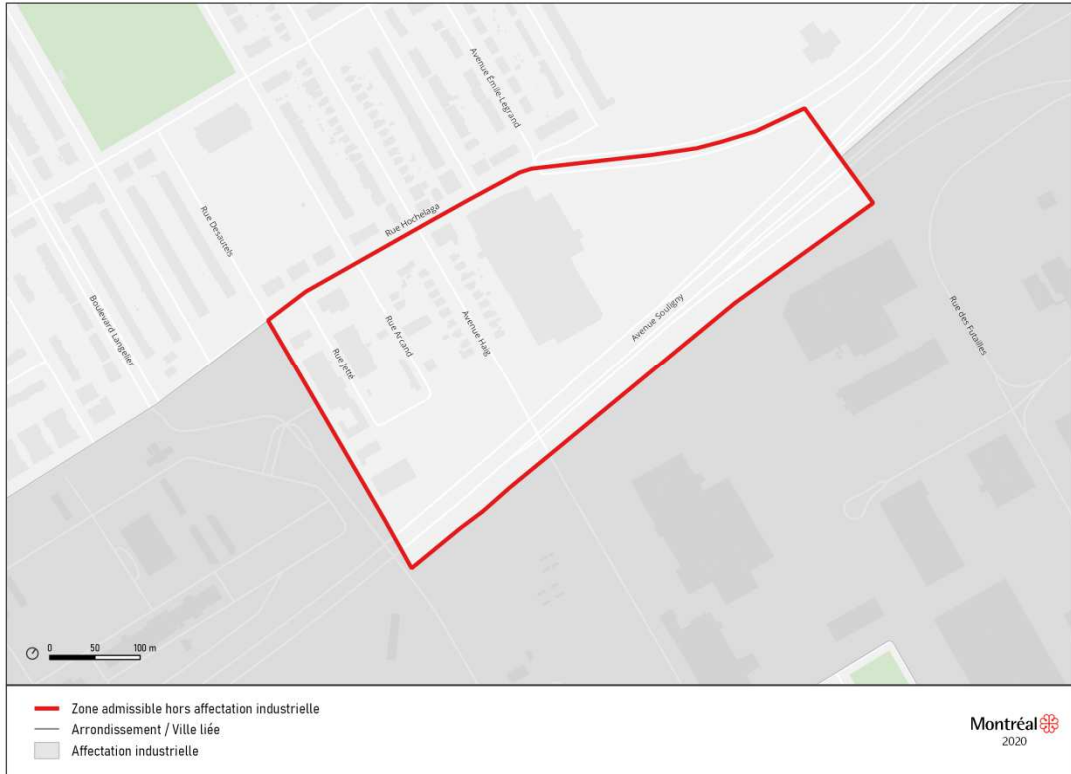 Avenue Émile-Legrand
Rue Desautels
Rue Hochelaga
Boulevard Langelier
Rue Jetté
Rue Arcand
Avenue Haig
Avenue Souligny
Rue des Futailles
0 50 100 m
Zone admissible hors affectation industrielle
Arrondissement / Ville liée
Affectation industrielle
Montréal
2020